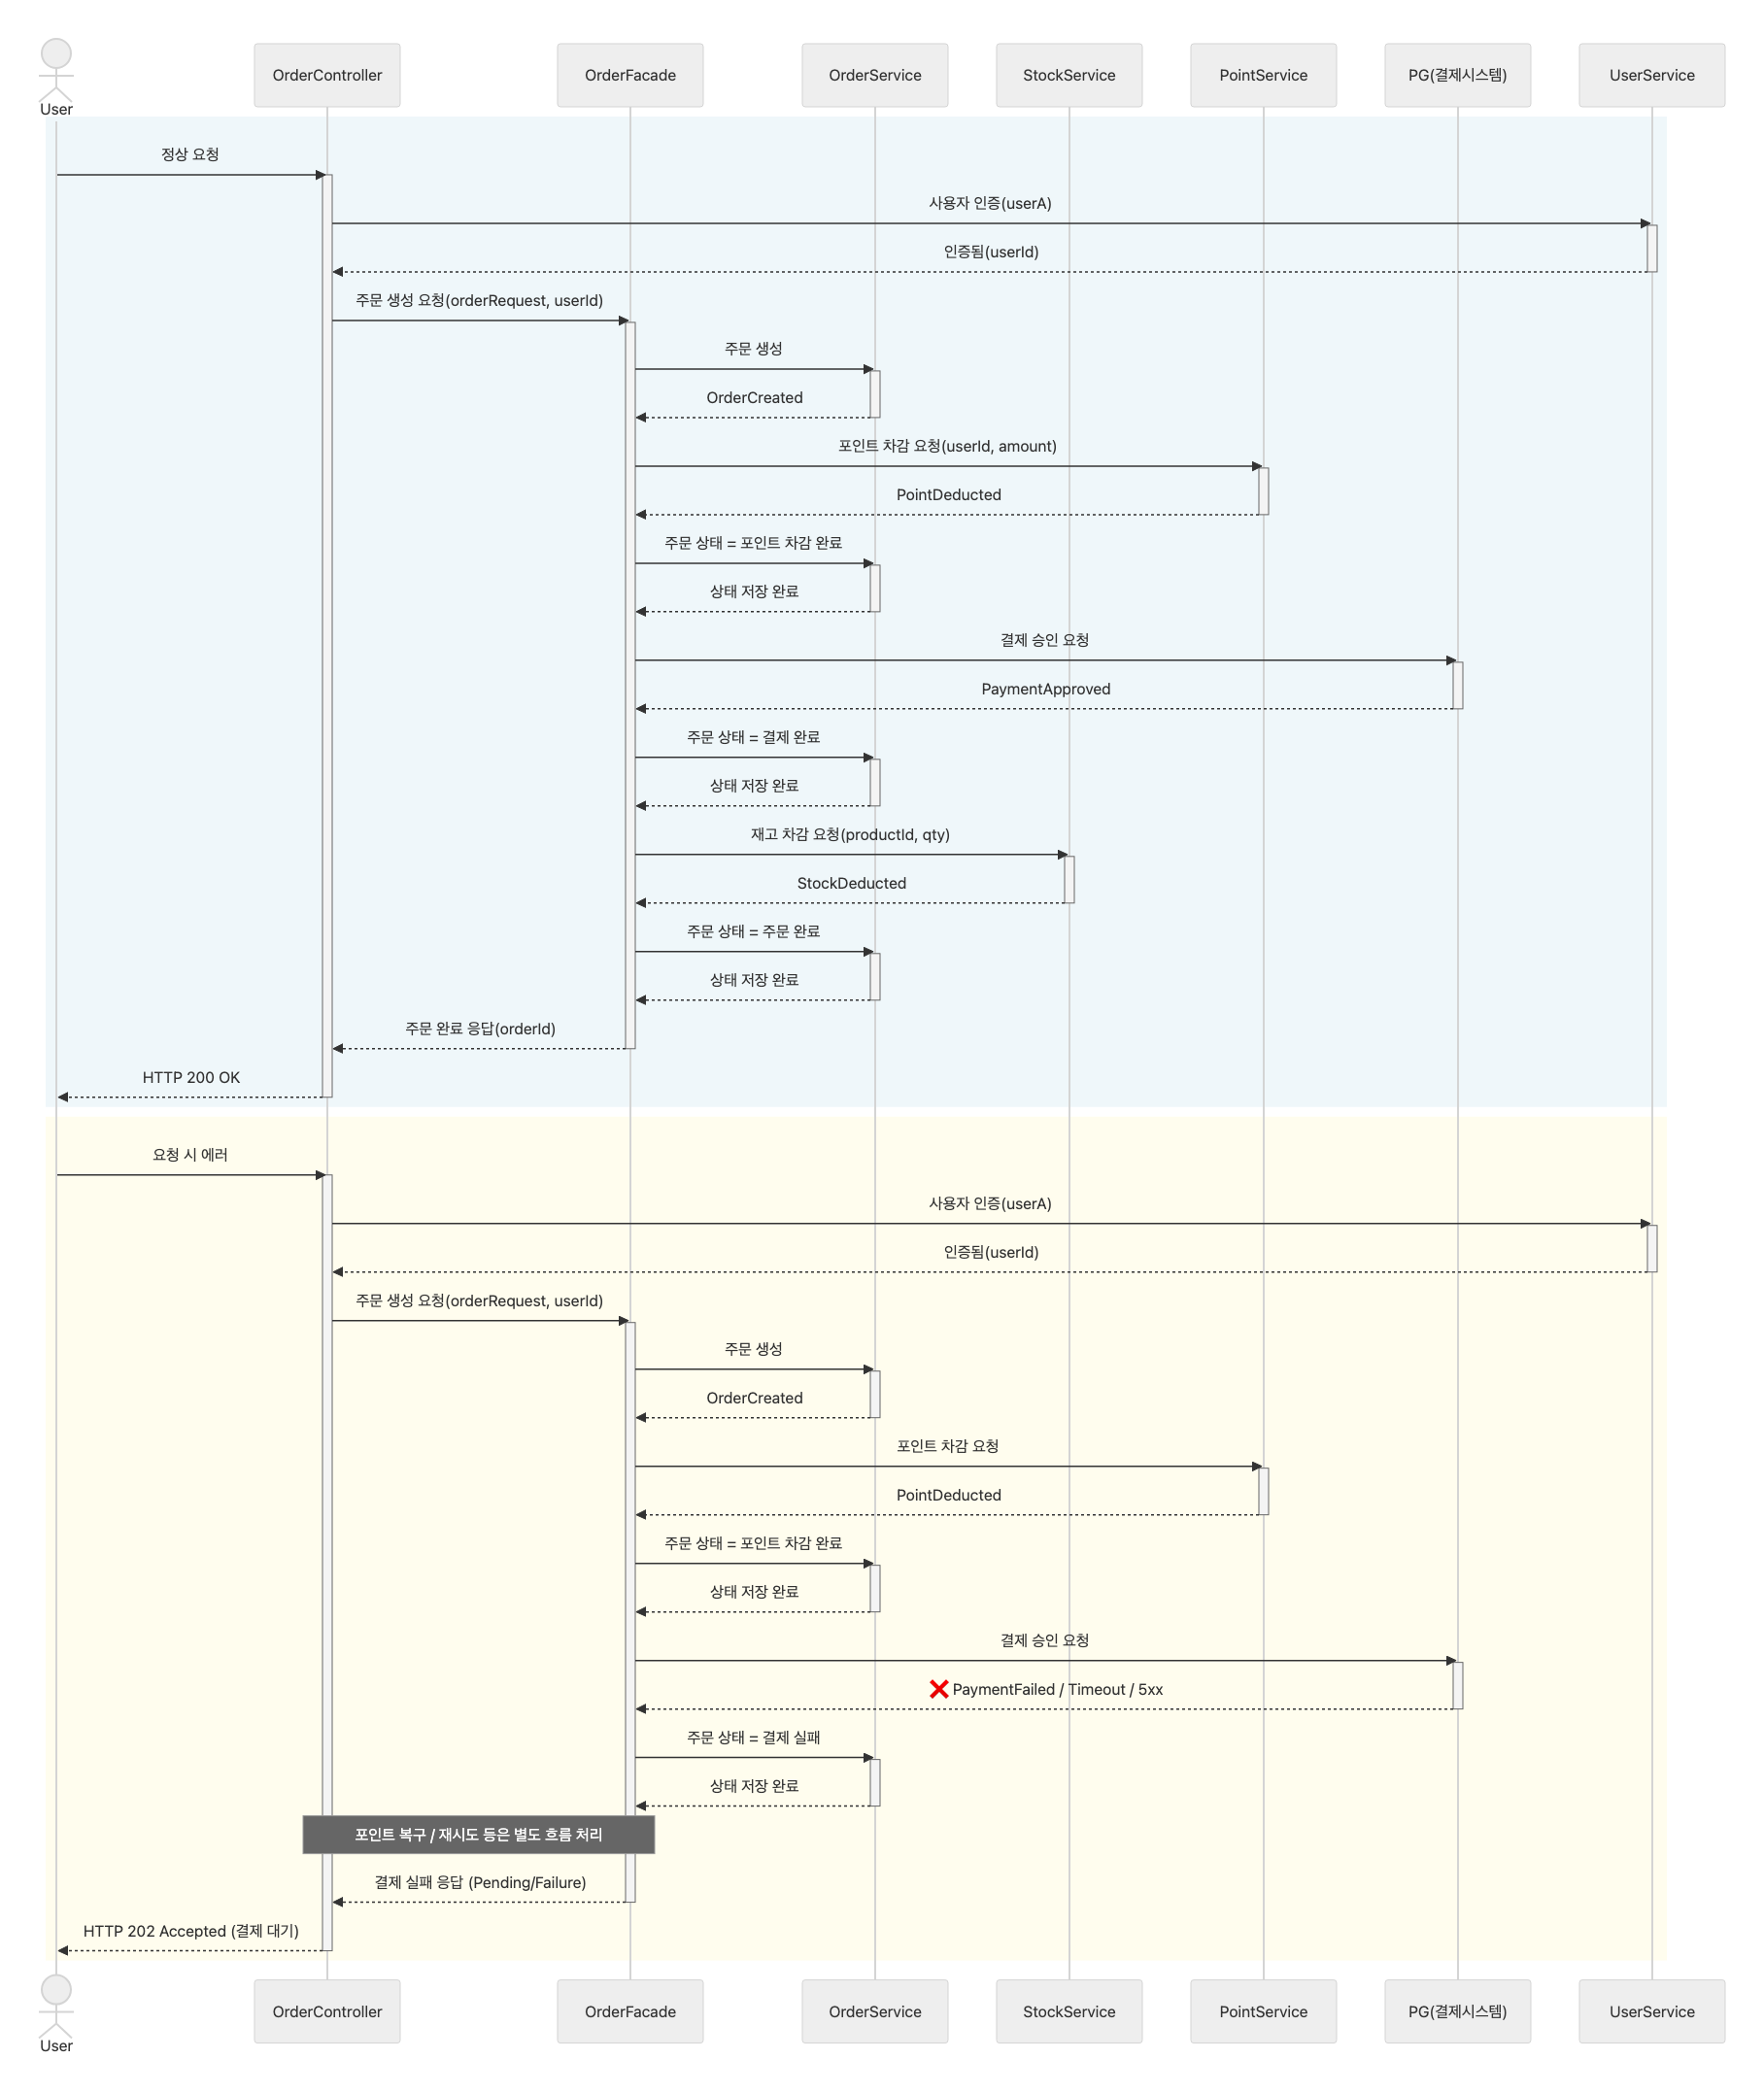 User
OrderController
OrderFacade
OrderService
StockService
PointService
PG(결제시스템)
UserService
정상 요청
사용자 인증(userA)
인증됨(userId)
주문 생성 요청(orderRequest, userId)
주문 생성
OrderCreated
포인트 차감 요청(userId, amount)
PointDeducted
주문 상태 = 포인트 차감 완료
상태 저장 완료
결제 승인 요청
PaymentApproved
주문 상태 = 결제 완료
상태 저장 완료
재고 차감 요청(productId, qty)
StockDeducted
주문 상태 = 주문 완료
상태 저장 완료
주문 완료 응답(orderId)
HTTP 200 OK
요청 시 에러
사용자 인증(userA)
인증됨(userId)
주문 생성 요청(orderRequest, userId)
주문 생성
OrderCreated
포인트 차감 요청
PointDeducted
주문 상태 = 포인트 차감 완료
상태 저장 완료
결제 승인 요청
❌ PaymentFailed / Timeout / 5xx
주문 상태 = 결제 실패
상태 저장 완료
포인트 복구 / 재시도 등은 별도 흐름 처리
결제 실패 응답 (Pending/Failure)
HTTP 202 Accepted (결제 대기)
User
OrderController
OrderFacade
OrderService
StockService
PointService
PG(결제시스템)
UserService